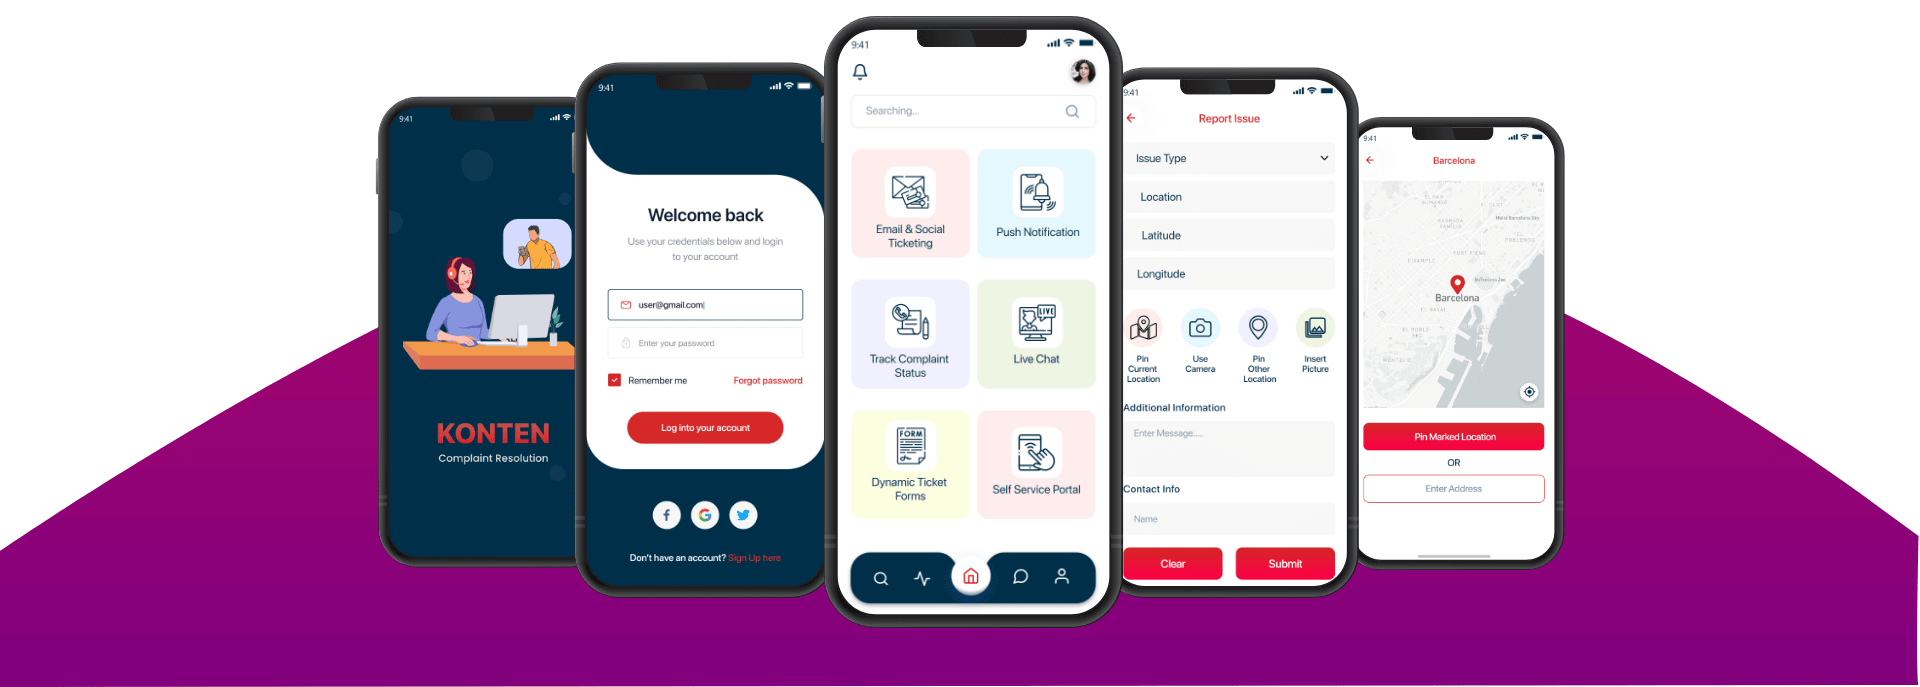 9:41
KONTEN
Complaint Resolution
9:41
Welcome back
Use your credentials below and login
to your account
user@gmail.com
Enter your password
Remember me
Forgot password
Log into your account
Don't have an account? Sign Up here
9:41
Searching...
Email & Social
Ticketing
Push Notification
Track Complaint
Status
LIVE
Live Chat
FORM
Dynamic Ticket
Forms
Self Service Portal
9:41
Report Issue
Issue Type
Location
Latitude
Longitude
Pin
Current
Location
Use
Camera
Pin
Other
Location
Insert
Picture
Additional Information
Enter Message.....
Contact Info
Name
Clear
Submit
9:41
Barcelona
Barcelona
Pin Marked Location
OR
Enter Address